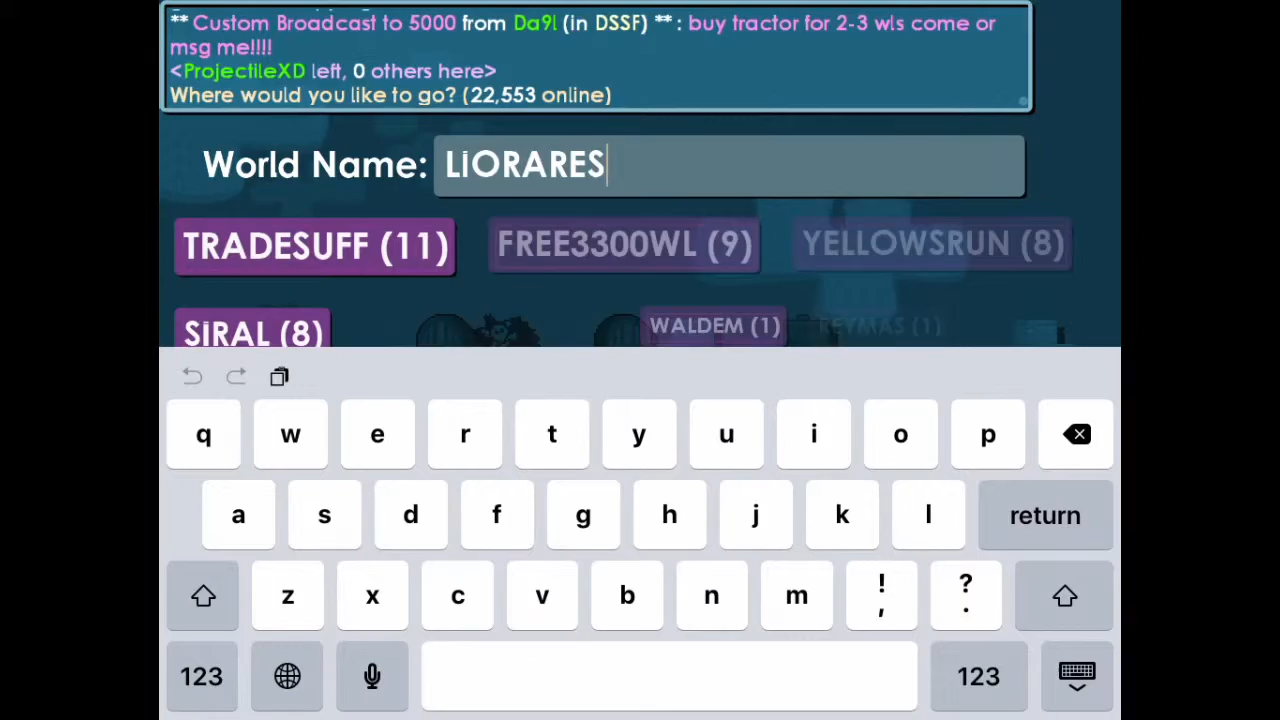 ** Custom Broadcast to 5000 from Da9l (in DSSF) ** : buy tractor for 2-3 wls come or
msg me!!!!
<ProjectileXD left, 0 others here>
Where would you like to go? (22,553 online)
World Name: LiORARES
TRADESUFF (11) FREE3300WL (9) YELLOWSRUN (8)
SiRAL (8) WALDEM (1) REYMAS (1)
q w e r t y u i o p
a s d f g h j k l return
z x c v b n m ! , ? .
123 123